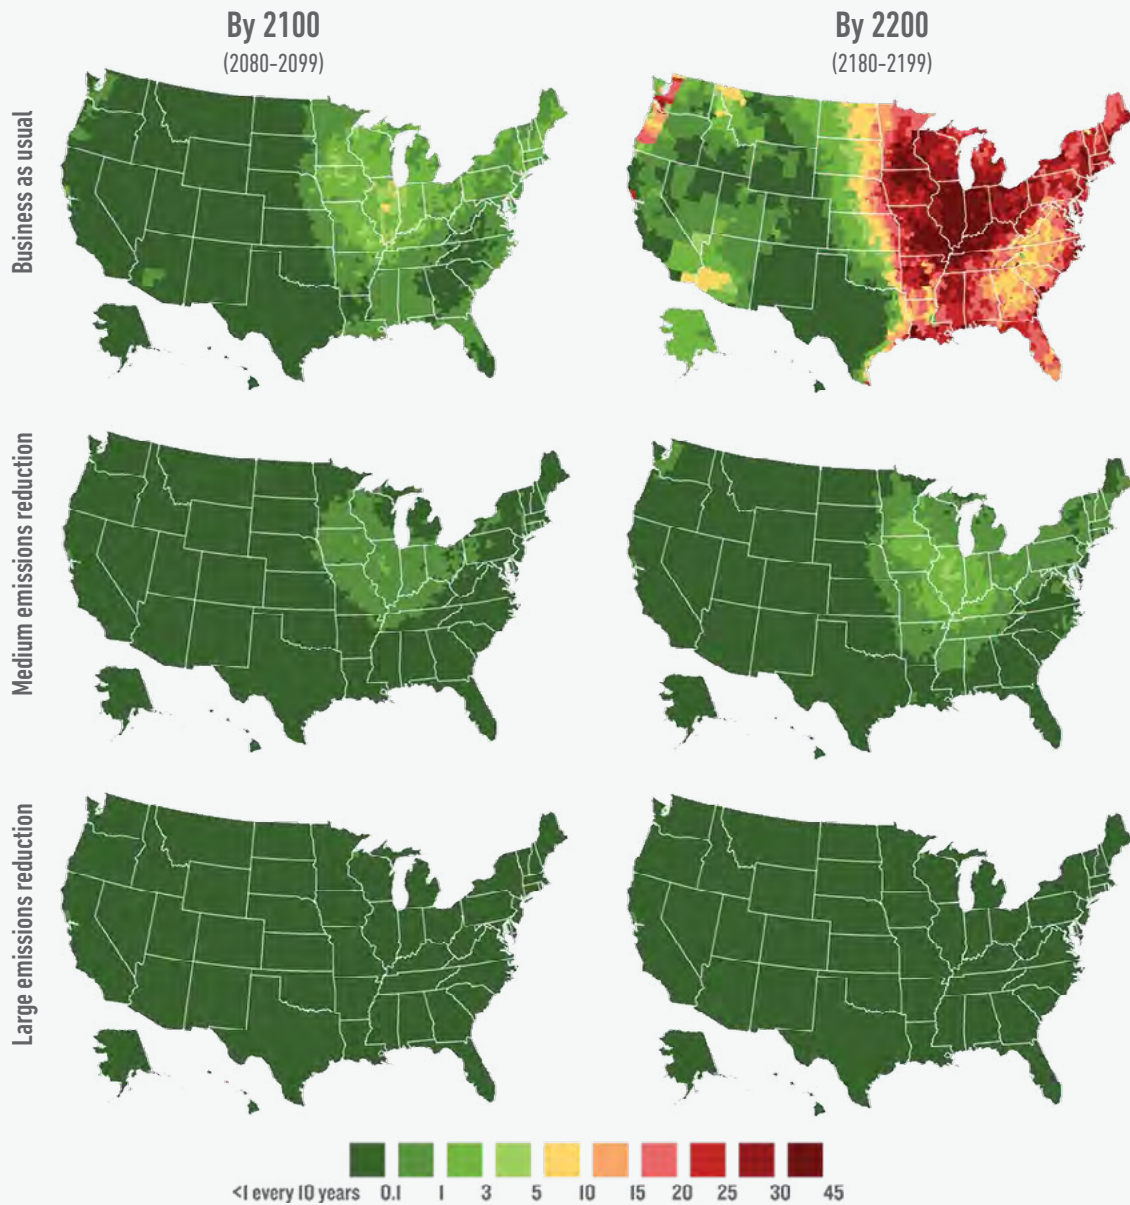 By 2100
(2080-2099)
By 2200
(2180-2199)
Business as usual
Medium emissions reduction
Large emissions reduction
<1 every 10 years 0.1 1 3 5 10 15 20 25 30 45